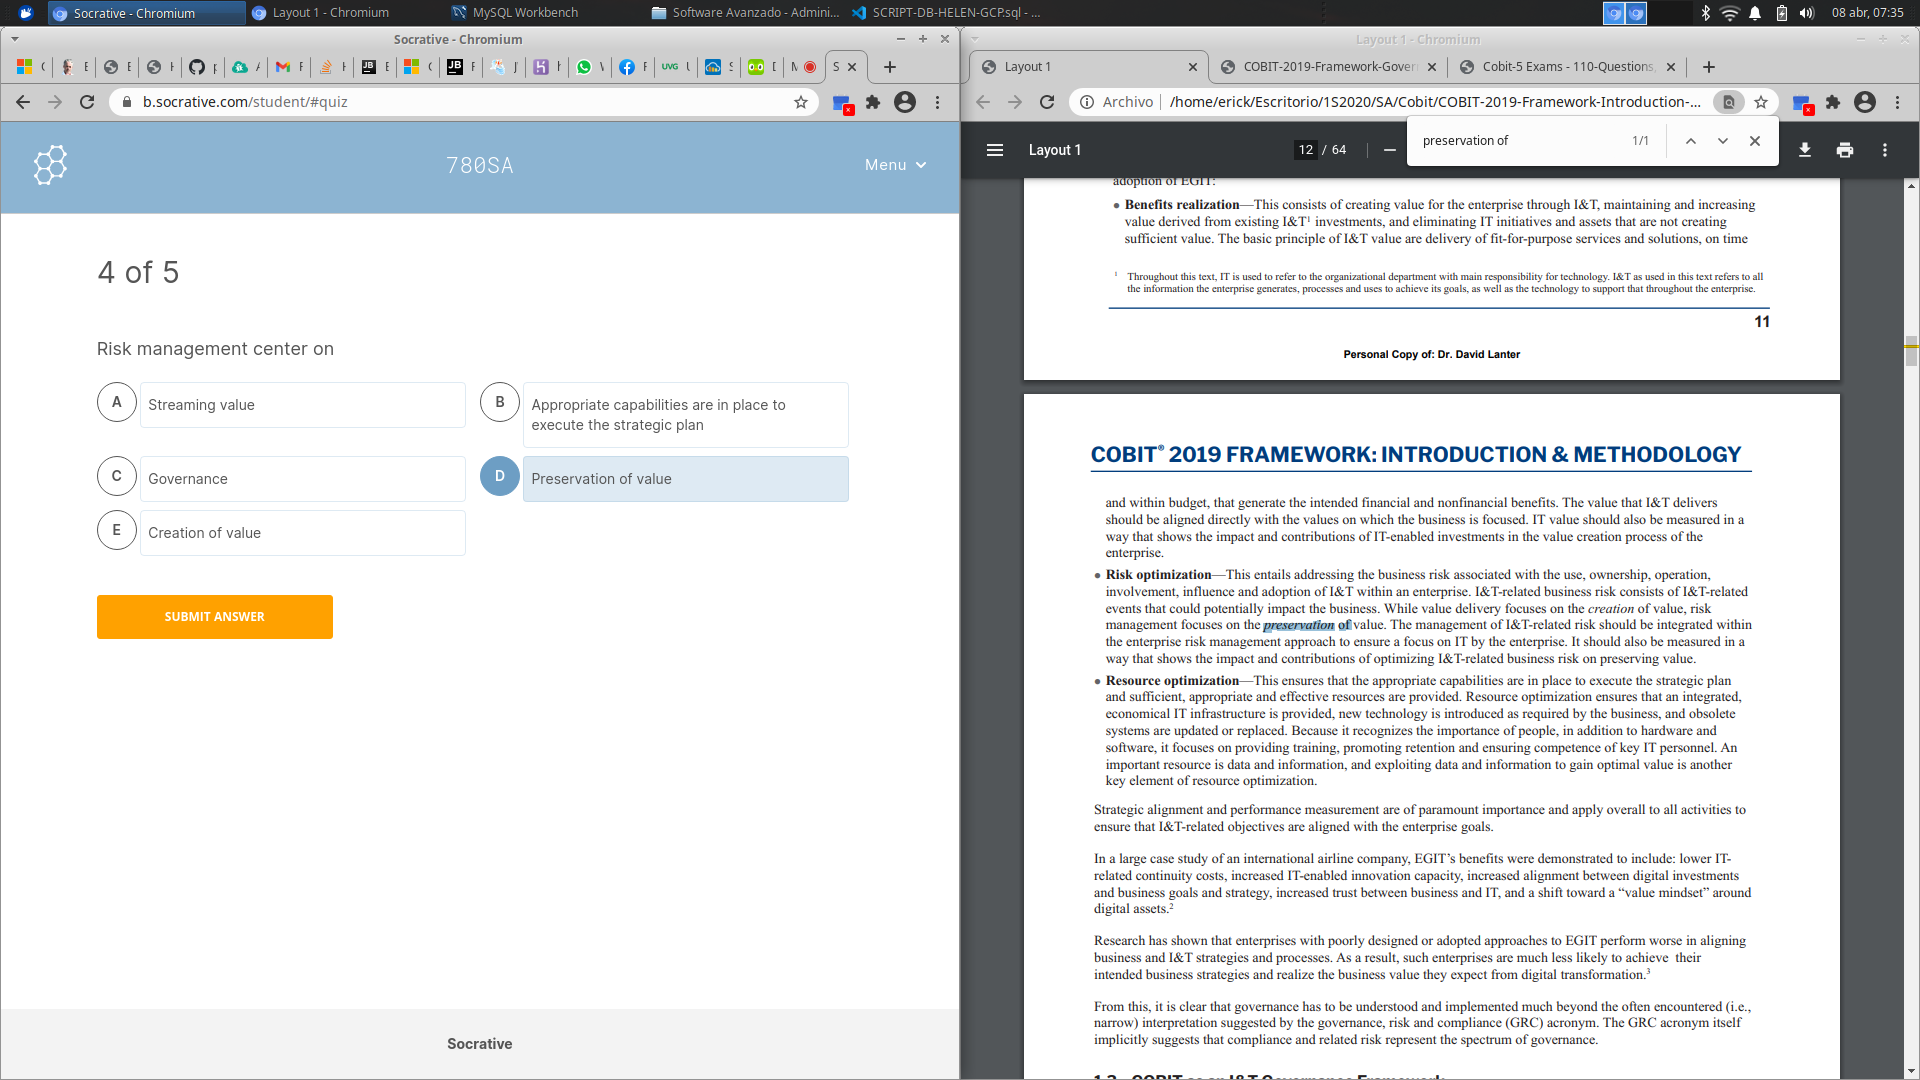 Socrative - Chromium
Layout 1 - Chromium
MySQL Workbench
Software Avanzado - Admini...
SCRIPT-DB-HELEN-GCP.sql - ...
08 abr, 07:35
Socrative - Chromium
Layout 1 - Chromium
Layout 1
COBIT-2019-Framework-Gover
Cobit-5 Exams - 110-Questions,
b.socrative.com/student/#quiz
Archivo
/home/erick/Escritorio/1S2020/SA/Cobit/COBIT-2019-Framework-Introduction-...
780SA
Menu
Layout 1
12 / 64
preservation of
1/1
4 of 5
Risk management center on
A
Streaming value
B
Appropriate capabilities are in place to
execute the strategic plan
C
Governance
D
Preservation of value
E
Creation of value
SUBMIT ANSWER
Socrative
adoption of EGIT:
• Benefits realization—This consists of creating value for the enterprise through I&T, maintaining and increasing
value derived from existing I&T1 investments, and eliminating IT initiatives and assets that are not creating
sufficient value. The basic principle of I&T value are delivery of fit-for-purpose services and solutions, on time
1 Throughout this text, IT is used to refer to the organizational department with main responsibility for technology. I&T as used in this text refers to all
the information the enterprise generates, processes and uses to achieve its goals, as well as the technology to support that throughout the enterprise.
11
Personal Copy of: Dr. David Lanter
COBIT® 2019 FRAMEWORK: INTRODUCTION & METHODOLOGY
and within budget, that generate the intended financial and nonfinancial benefits. The value that I&T delivers
should be aligned directly with the values on which the business is focused. IT value should also be measured in a
way that shows the impact and contributions of IT-enabled investments in the value creation process of the
enterprise.
• Risk optimization—This entails addressing the business risk associated with the use, ownership, operation,
involvement, influence and adoption of I&T within an enterprise. I&T-related business risk consists of I&T-related
events that could potentially impact the business. While value delivery focuses on the creation of value, risk
management focuses on the preservation of value. The management of I&T-related risk should be integrated within
the enterprise risk management approach to ensure a focus on IT by the enterprise. It should also be measured in a
way that shows the impact and contributions of optimizing I&T-related business risk on preserving value.
• Resource optimization—This ensures that the appropriate capabilities are in place to execute the strategic plan
and sufficient, appropriate and effective resources are provided. Resource optimization ensures that an integrated,
economical IT infrastructure is provided, new technology is introduced as required by the business, and obsolete
systems are updated or replaced. Because it recognizes the importance of people, in addition to hardware and
software, it focuses on providing training, promoting retention and ensuring competence of key IT personnel. An
important resource is data and information, and exploiting data and information to gain optimal value is another
key element of resource optimization.
Strategic alignment and performance measurement are of paramount importance and apply overall to all activities to
ensure that I&T-related objectives are aligned with the enterprise goals.
In a large case study of an international airline company, EGIT's benefits were demonstrated to include: lower IT-
related continuity costs, increased IT-enabled innovation capacity, increased alignment between digital investments
and business goals and strategy, increased trust between business and IT, and a shift toward a “value mindset” around
digital assets.2
Research has shown that enterprises with poorly designed or adopted approaches to EGIT perform worse in aligning
business and I&T strategies and processes. As a result, such enterprises are much less likely to achieve their
intended business strategies and realize the business value they expect from digital transformation.3
From this, it is clear that governance has to be understood and implemented much beyond the often encountered (i.e.,
narrow) interpretation suggested by the governance, risk and compliance (GRC) acronym. The GRC acronym itself
implicitly suggests that compliance and related risk represent the spectrum of governance.